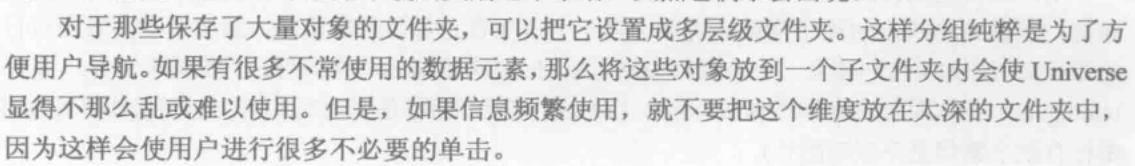 对于那些保存了大量对象的文件夹，可以把它设置成多层级文件夹。这样分组纯粹是为了方
便用户导航。如果有很多不常使用的数据元素，那么将这些对象放到一个子文件夹内会使 Universe
显得不那么乱或难以使用。但是，如果信息频繁使用，就不要把这个维度放在太深的文件夹中，
因为这样会使用户进行很多不必要的单击。